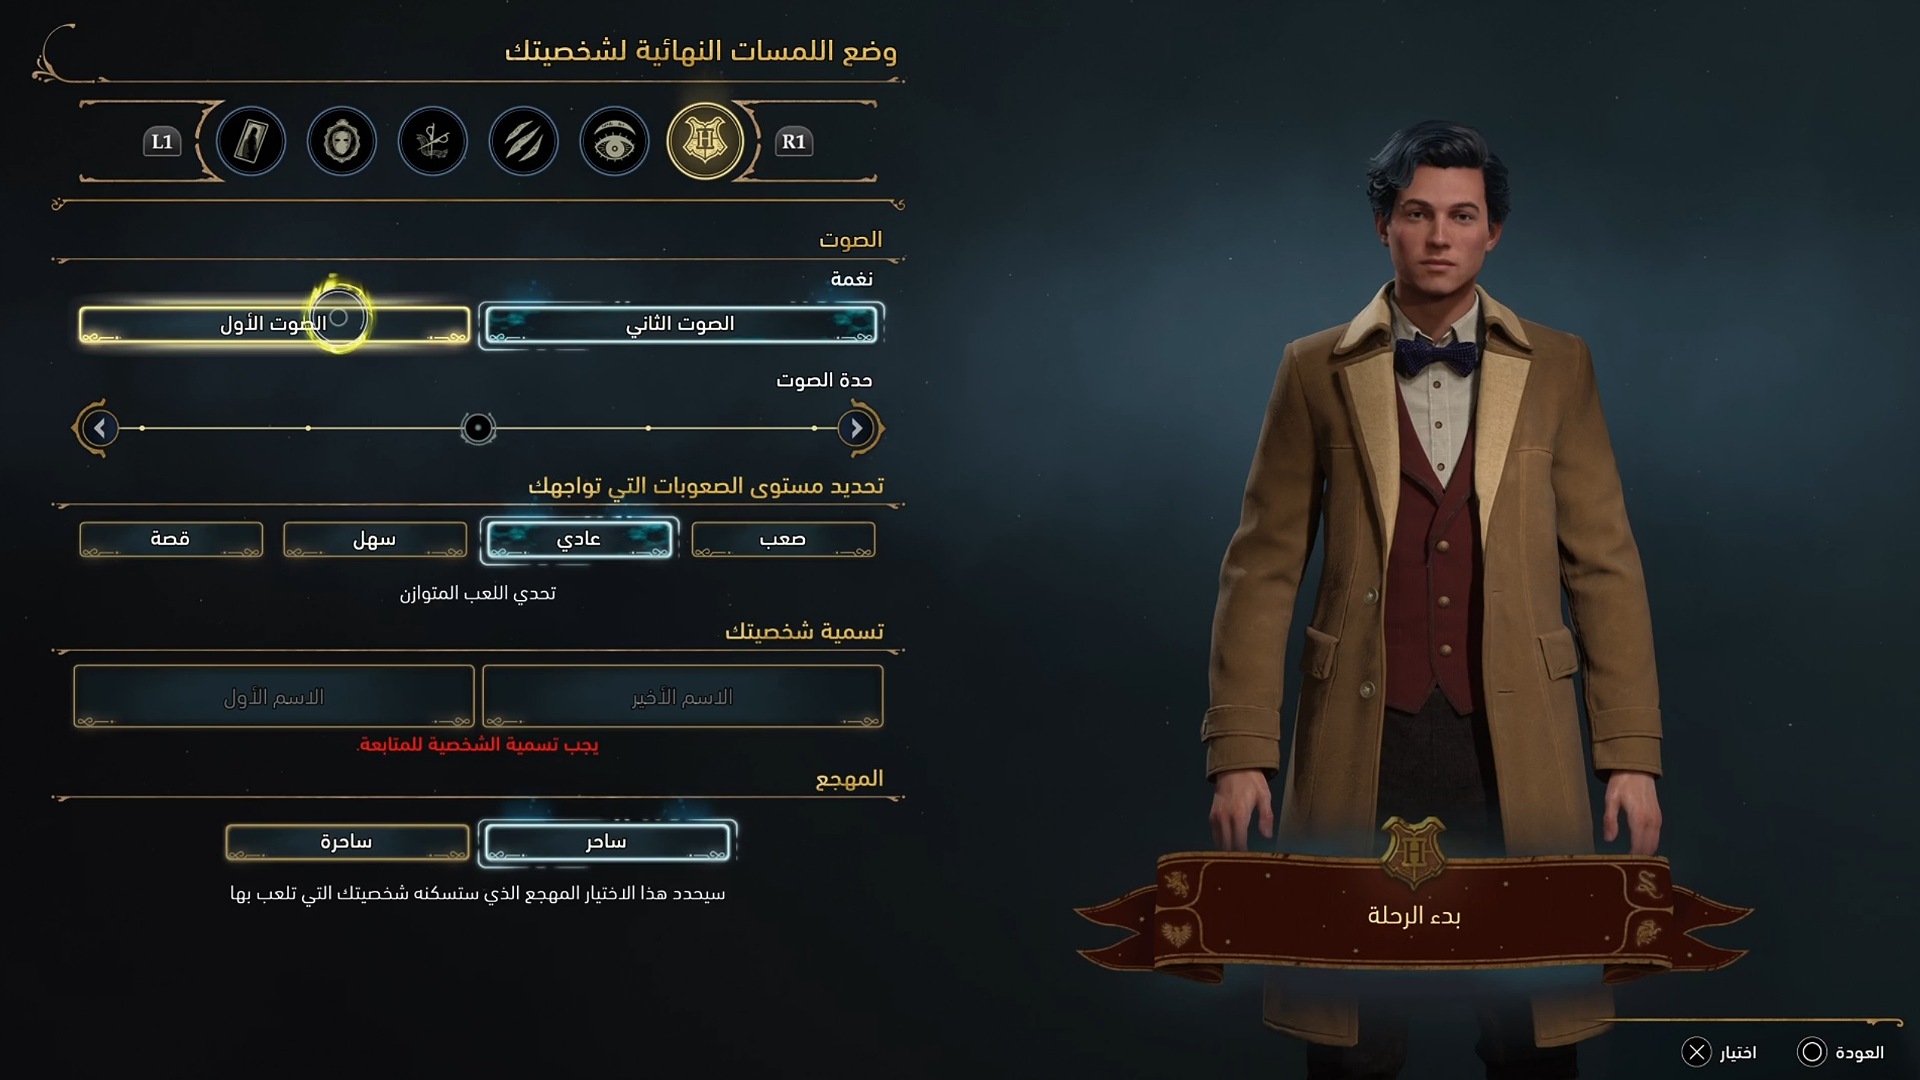 وضع اللمسات النهائية لشخصيتك
L1
R1
H
الصوت
نغمة
الصوت الثاني
الصوت الأول
حدة الصوت
تحديد مستوى الصعوبات التي تواجهك
صعب
عادي
سهل
قصة
تحدي اللعب المتوازن
تسمية شخصيتك
الاسم الأخير
الاسم الأول
يجب تسمية الشخصية للمتابعة.
المهجع
ساحر
ساحرة
سيحدد هذا الاختيار المهجع الذي ستسكنه شخصيتك التي تلعب بها
H
بدء الرحلة
العودة
اختيار